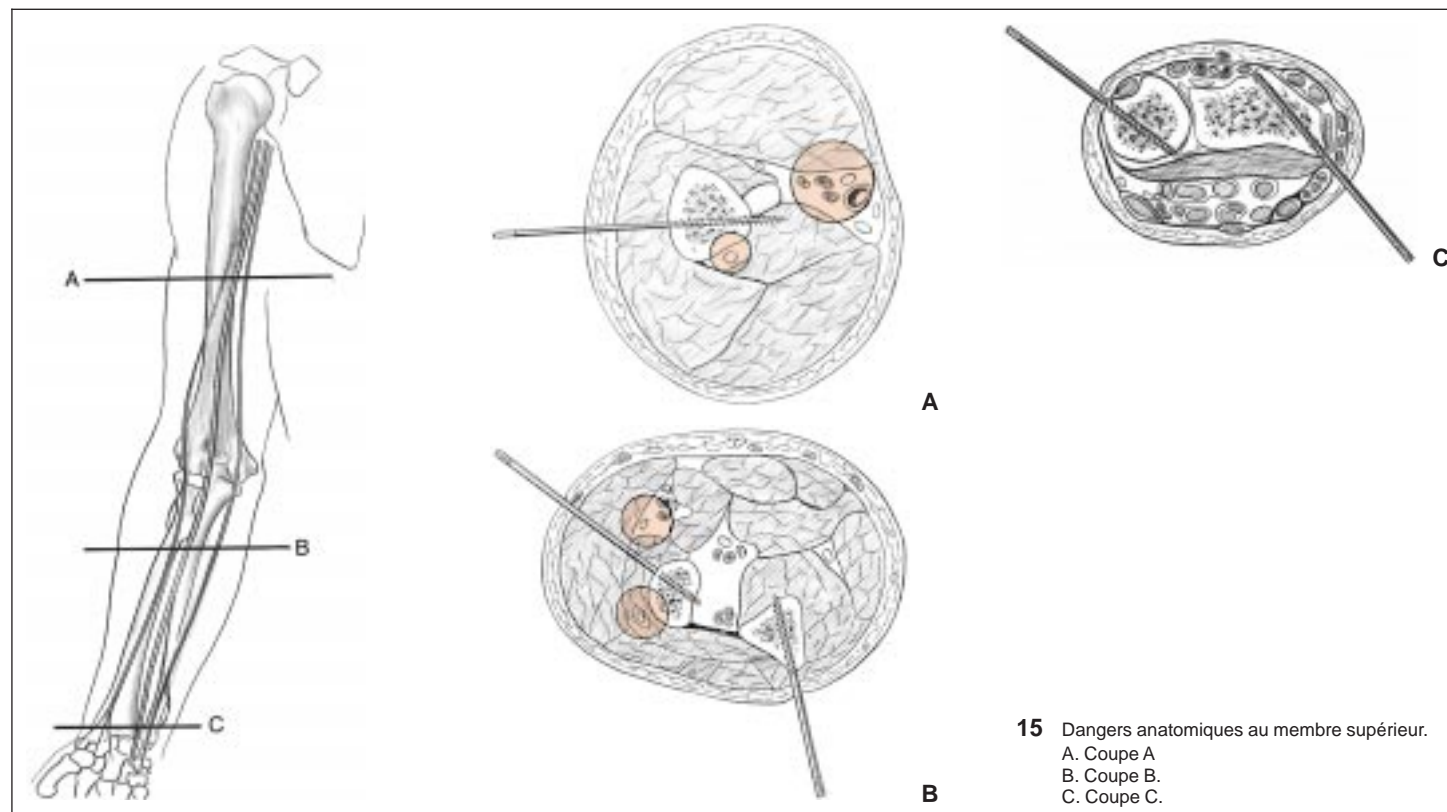 A
B
C
A
B
C
15 Dangers anatomiques au membre supérieur.
A. Coupe A
B. Coupe B.
C. Coupe C.